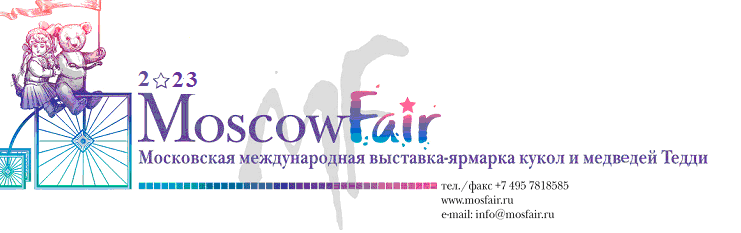 2☆23
MoscowFair
Московская международная выставка-ярмарка кукол и медведей Тедди
тел./факс +7 495 7818585
www.mosfair.ru
e-mail: info@mosfair.ru
MF